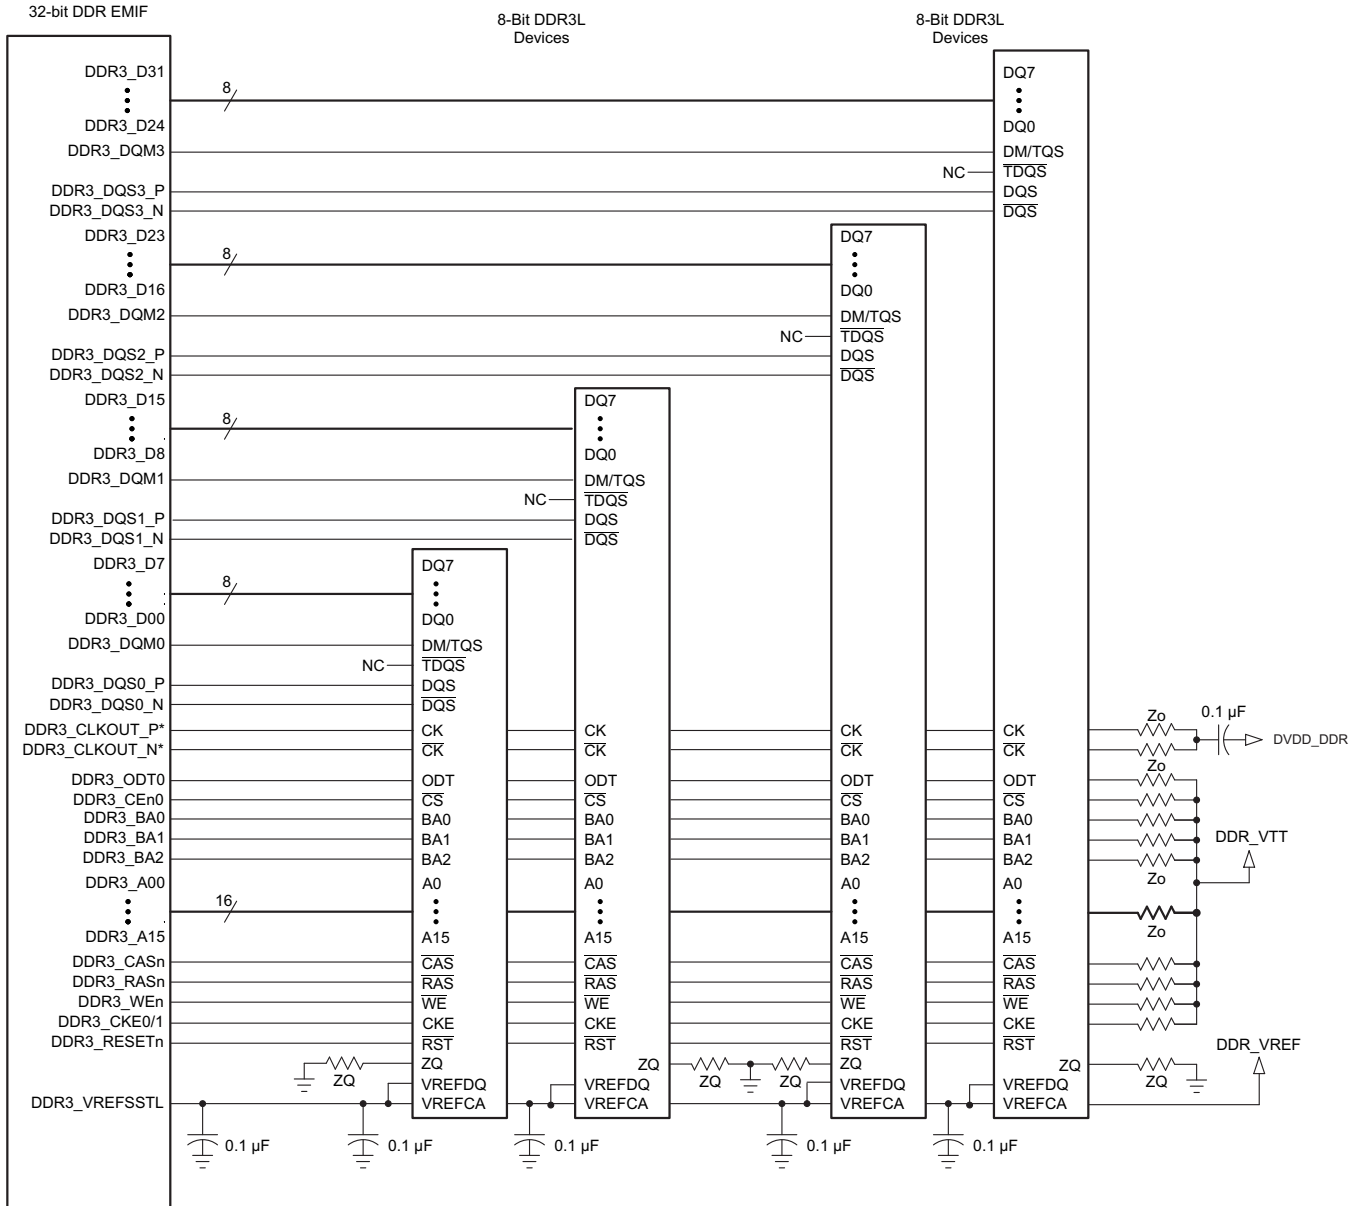 32-bit DDR EMIF
8-Bit DDR3L
Devices
8-Bit DDR3L
Devices
DDR3_D31
8
DDR3_D24
DDR3_DQM3
DDR3_DQS3_P
DDR3_DQS3_N
DQ7
DQ0
DM/TQS
NC
TDQS
DQS
DQS
DDR3_D23
8
DDR3_D16
DDR3_DQM2
DDR3_DQS2_P
DDR3_DQS2_N
DQ7
DQ0
DM/TQS
NC
TDQS
DQS
DQS
DDR3_D15
8
DDR3_D8
DDR3_DQM1
DDR3_DQS1_P
DDR3_DQS1_N
DQ7
DQ0
DM/TQS
NC
TDQS
DQS
DQS
DDR3_D7
8
DDR3_D00
DDR3_DQM0
DDR3_DQS0_P
DDR3_DQS0_N
DQ7
DQ0
DM/TQS
NC
TDQS
DQS
DQS
DDR3_CLKOUT_P* CK CK CK CK Zo 0.1 µF
DDR3_CLKOUT_N* CK CK CK CK Zo DVDD_DDR
DDR3_ODT0 ODT ODT ODT ODT
DDR3_CEn0 CS CS CS CS
DDR3_BA0 BA0 BA0 BA0 BA0
DDR3_BA1 BA1 BA1 BA1 BA1 DDR_VTT
DDR3_BA2 BA2 BA2 BA2 BA2 Zo
DDR3_A00 A0 A0 A0 A0
16 Zo
DDR3_A15 A15 A15 A15 A15
DDR3_CASn CAS CAS CAS CAS
DDR3_RASn RAS RAS RAS RAS
DDR3_WEn WE WE WE WE
DDR3_CKE0/1 CKE CKE CKE CKE
DDR3_RESETn RST RST RST RST DDR_VREF
ZQ ZQ ZQ ZQ
ZQ ZQ ZQ ZQ
VREFDQ VREFDQ VREFDQ VREFDQ
DDR3_VREFSSTL VREFCA VREFCA VREFCA VREFCA
0.1 µF 0.1 µF 0.1 µF 0.1 µF 0.1 µF